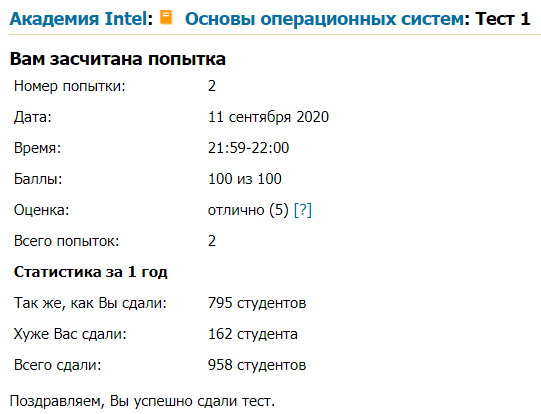 Академия Intel: Основы операционных систем: Тест 1
Вам засчитана попытка
Номер попытки: 2
Дата: 11 сентября 2020
Время: 21:59-22:00
Баллы: 100 из 100
Оценка: отлично (5) [?]
Всего попыток: 2
Статистика за 1 год
Так же, как Вы сдали: 795 студентов
Хуже Вас сдали: 162 студента
Всего сдали: 958 студентов
Поздравляем, Вы успешно сдали тест.